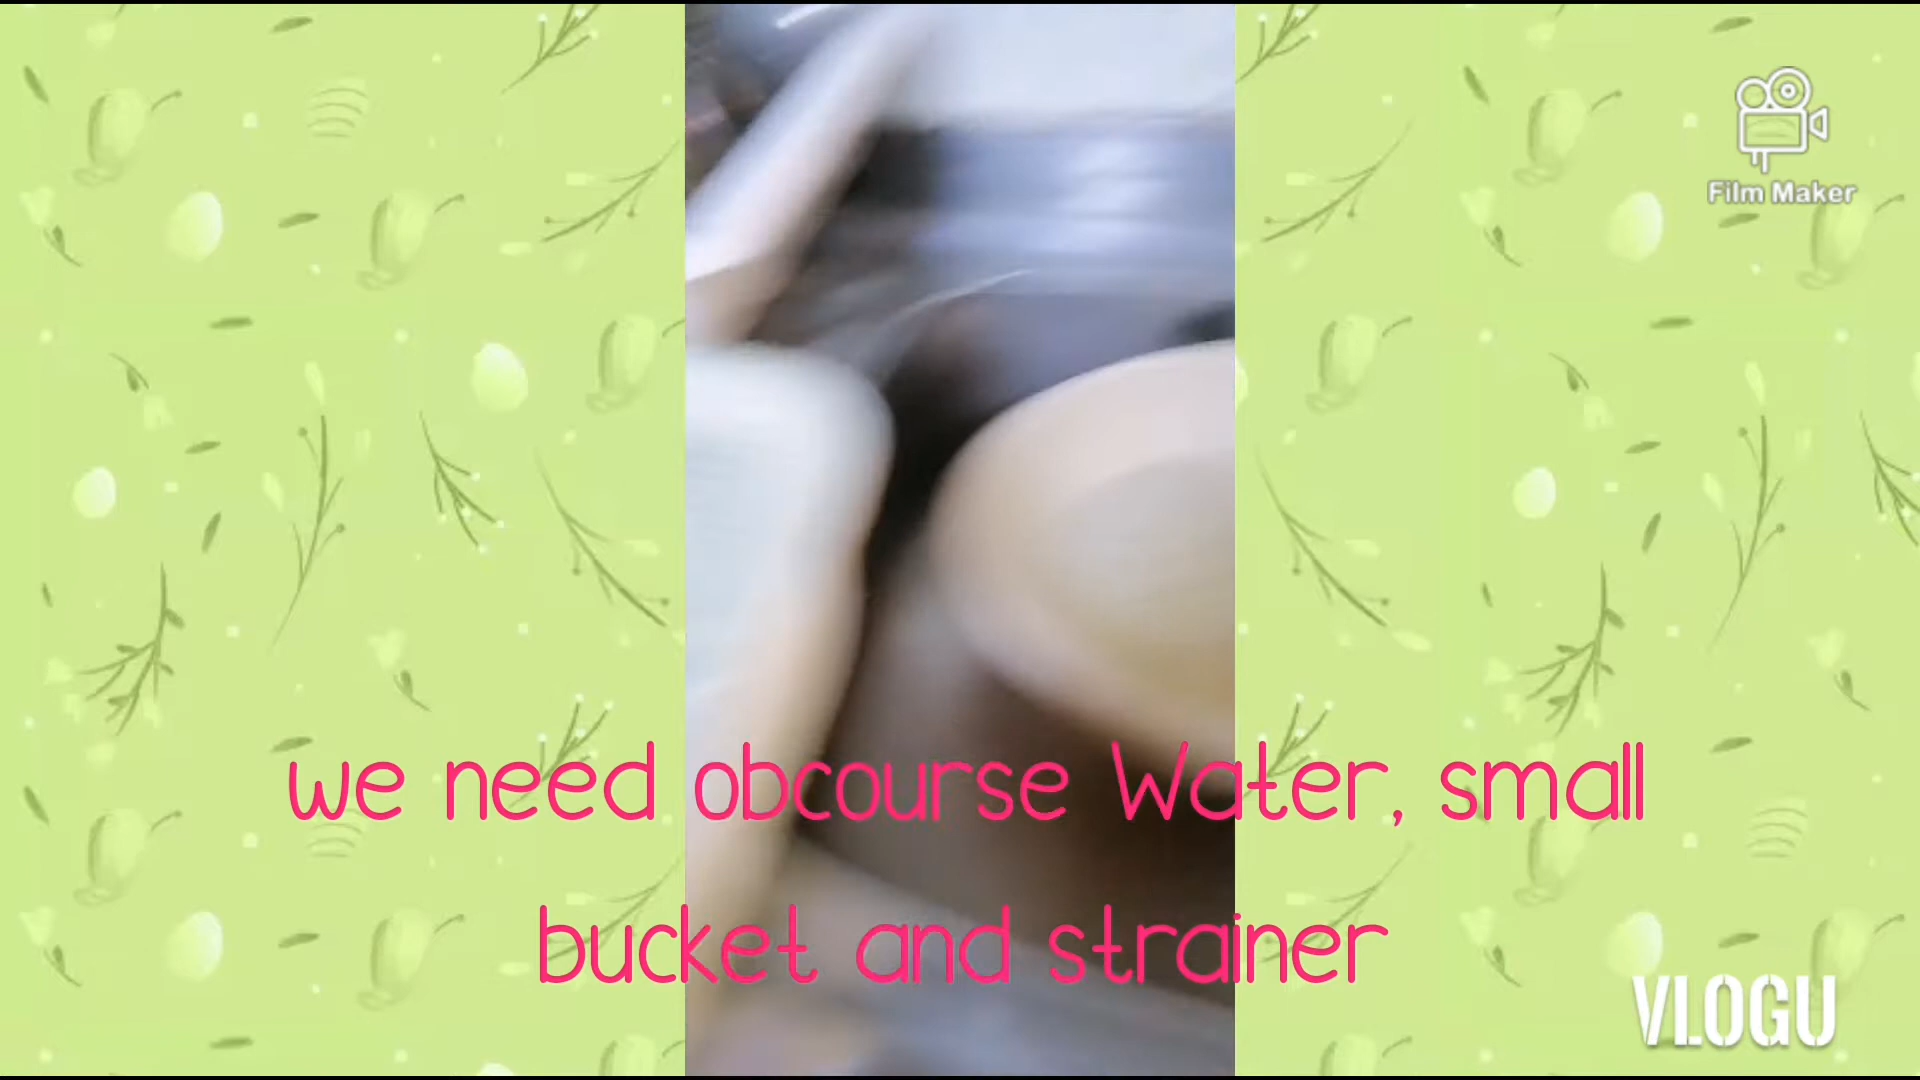 Film Maker
we need obcourse Water, small
bucket and strainer
VLOGU